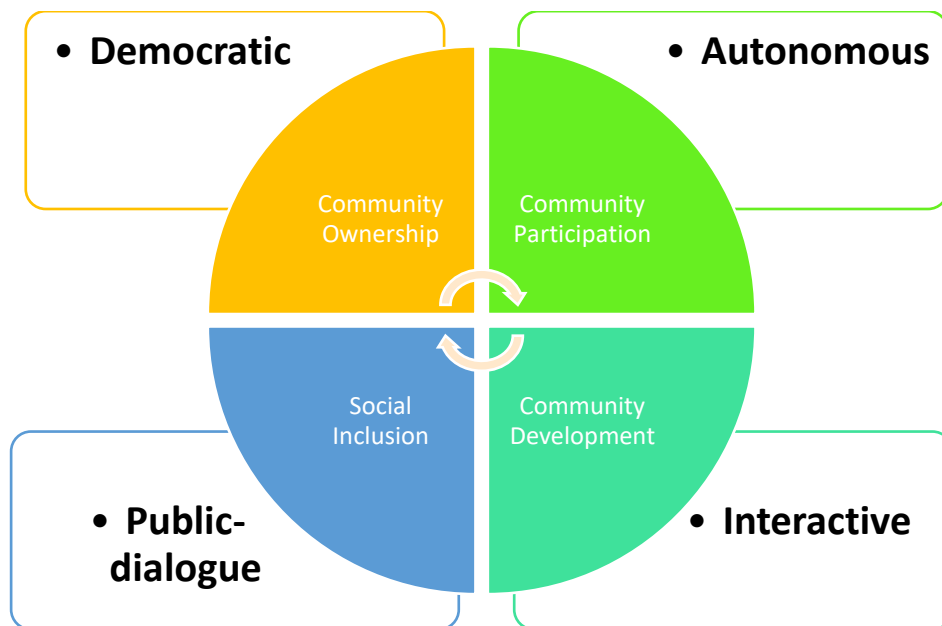 • Democratic
• Autonomous
Community
Ownership
Community
Participation
Social
Inclusion
Community
Development
• Public-
dialogue
• Interactive